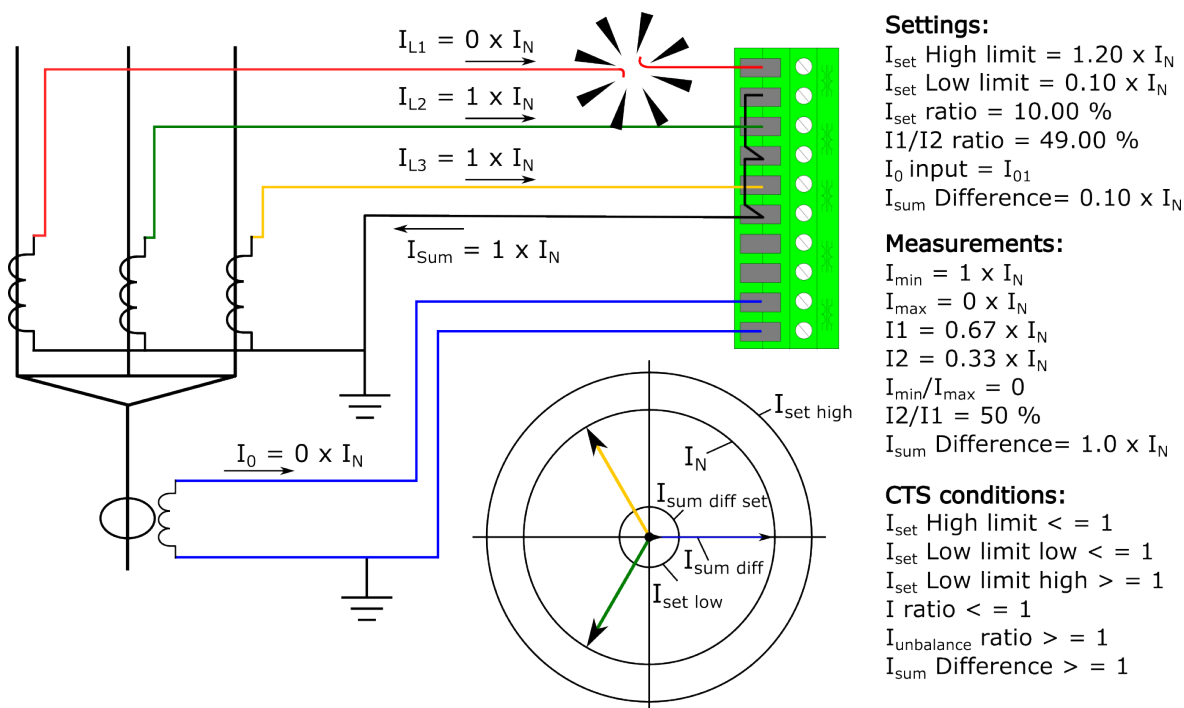 I_L1 = 0 x I_N
I_L2 = 1 x I_N
I_L3 = 1 x I_N
I_Sum = 1 x I_N
I_0 = 0 x I_N
I_set high
I_N
I_sum diff set
I_sum diff
I_set low
Settings:
I_set High limit = 1.20 x I_N
I_set Low limit = 0.10 x I_N
I_set ratio = 10.00 %
I1/I2 ratio = 49.00 %
I_0 input = I_01
I_sum Difference= 0.10 x I_N
Measurements:
I_min = 1 x I_N
I_max = 0 x I_N
I1 = 0.67 x I_N
I2 = 0.33 x I_N
I_min/I_max = 0
I2/I1 = 50 %
I_sum Difference= 1.0 x I_N
CTS conditions:
I_set High limit < = 1
I_set Low limit low < = 1
I_set Low limit high > = 1
I ratio < = 1
I_unbalance ratio > = 1
I_sum Difference > = 1